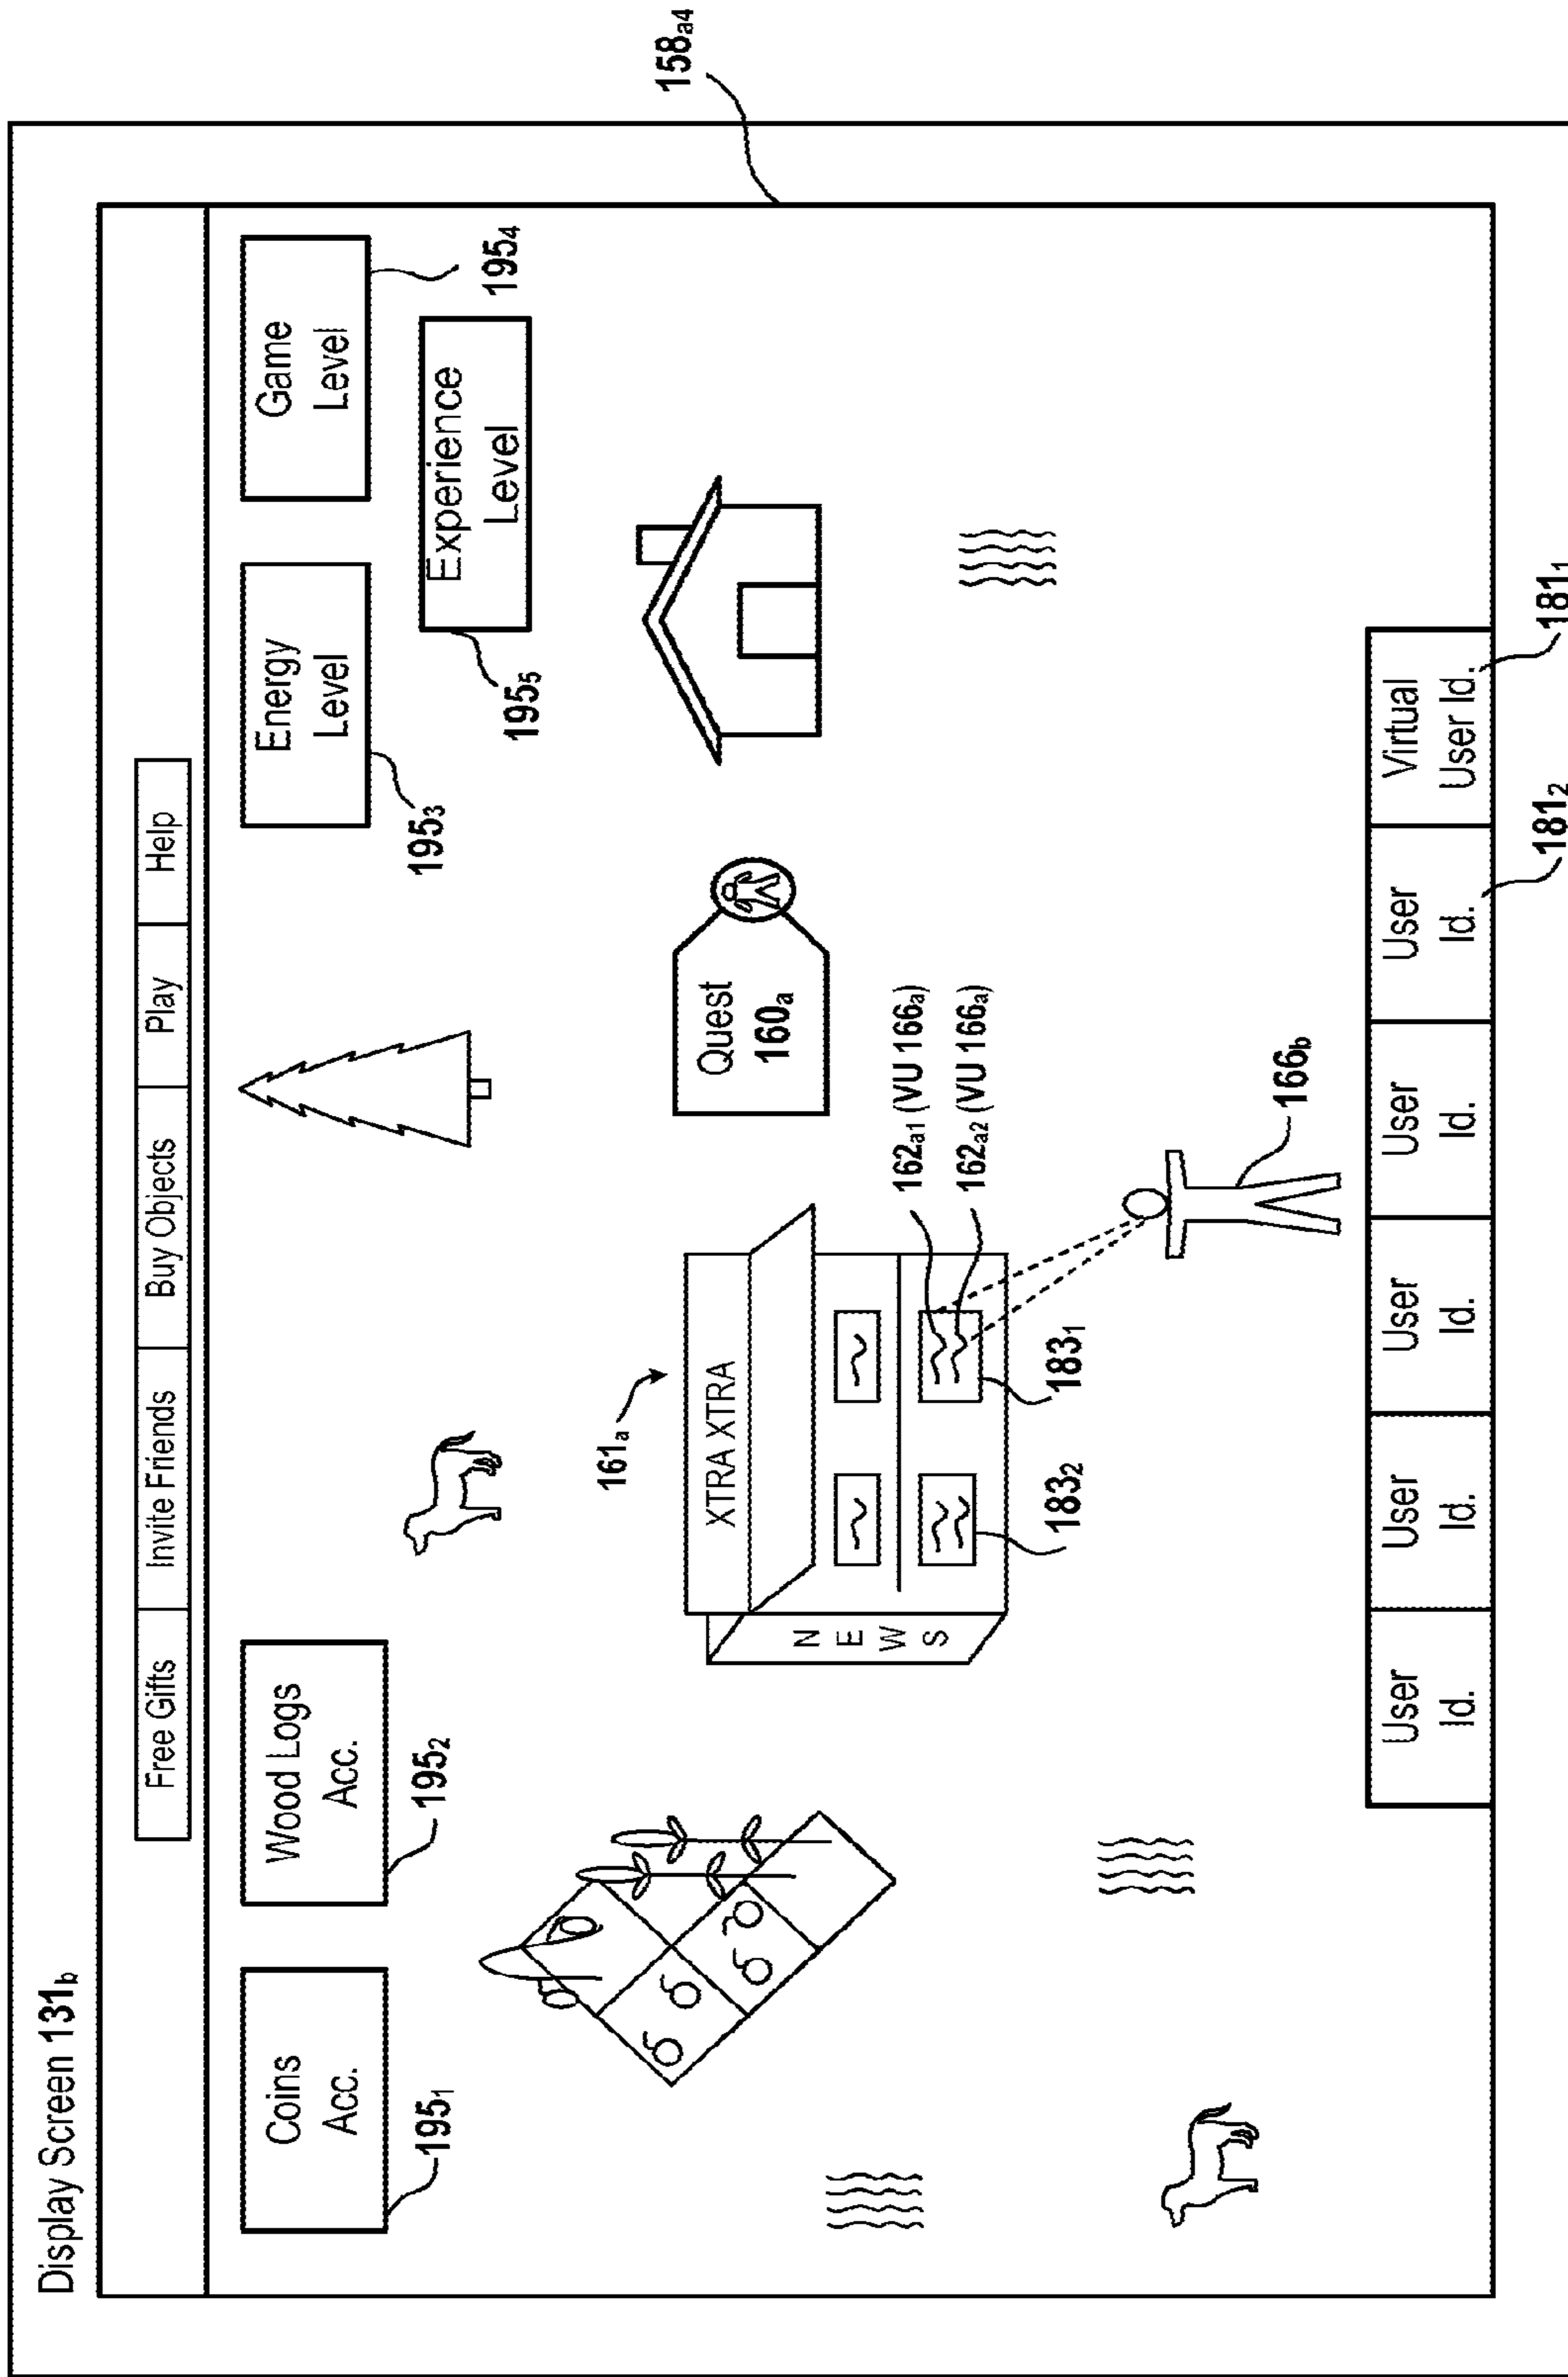 Display Screen 131b
Free Gifts
Invite Friends
Buy Objects
Play
Help
158a4
Coins
Acc.
195₁
Wood Logs
Acc.
195₂
Energy
Level
195₃
Game
Level
195₄
Experience
Level
195₅
161a
XTRA XTRA
N
E
W
S
183₂
183₁
Quest
160a
162a1 (VU 166a)
162a2 (VU 166a)
166b
User
Id.
User
Id.
User
Id.
User
Id.
User
Id.
181₂
Virtual
User Id.
181₁